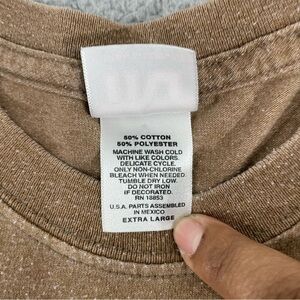 50% COTTON
50% POLYESTER
MACHINE WASH COLD
WITH LIKE COLORS.
DELICATE CYCLE.
ONLY NON-CHLORINE
BLEACH WHEN NEEDED.
TUMBLE DRY LOW.
DO NOT IRON
IF DECORATED.
RN 18853
U.S.A. PARTS ASSEMBLED
IN MEXICO
EXTRA LARGE